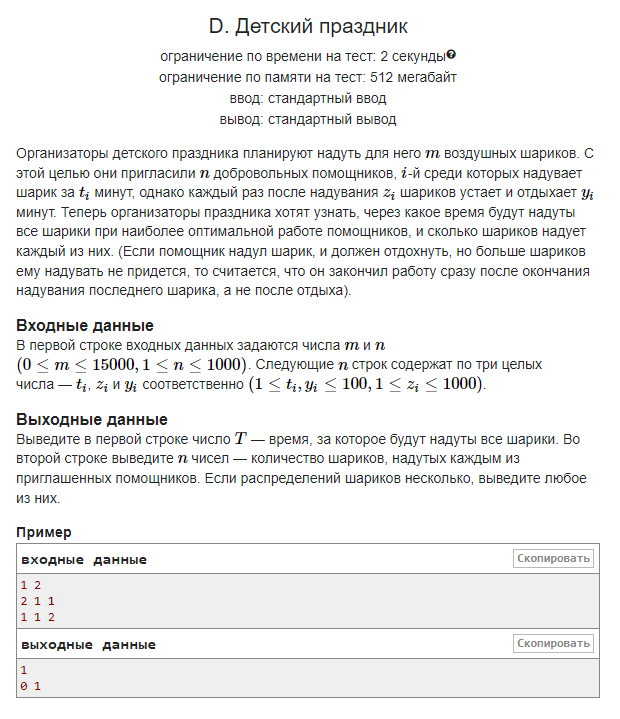 D. Детский праздник
ограничение по времени на тест: 2 секунды?
ограничение по памяти на тест: 512 мегабайт
ввод: стандартный ввод
вывод: стандартный вывод
Организаторы детского праздника планируют надуть для него m воздушных шариков. С
этой целью они пригласили n добровольных помощников, i-й среди которых надувает
шарик за t_i минут, однако каждый раз после надувания z_i шариков устает и отдыхает y_i
минут. Теперь организаторы праздника хотят узнать, через какое время будут надуты
все шарики при наиболее оптимальной работе помощников, и сколько шариков надует
каждый из них. (Если помощник надул шарик, и должен отдохнуть, но больше шариков
ему надувать не придется, то считается, что он закончил работу сразу после окончания
надувания последнего шарика, а не после отдыха).
Входные данные
В первой строке входных данных задаются числа m и n
(0 ≤ m ≤ 15000, 1 ≤ n ≤ 1000). Следующие n строк содержат по три целых
числа — t_i, z_i и y_i соответственно (1 ≤ t_i, y_i ≤ 100, 1 ≤ z_i ≤ 1000).
Выходные данные
Выведите в первой строке число T — время, за которое будут надуты все шарики. Во
второй строке выведите n чисел — количество шариков, надутых каждым из
приглашенных помощников. Если распределений шариков несколько, выведите любое
из них.
Пример
входные данные Скопировать
1 2
2 1 1
1 1 2
выходные данные Скопировать
1
0 1